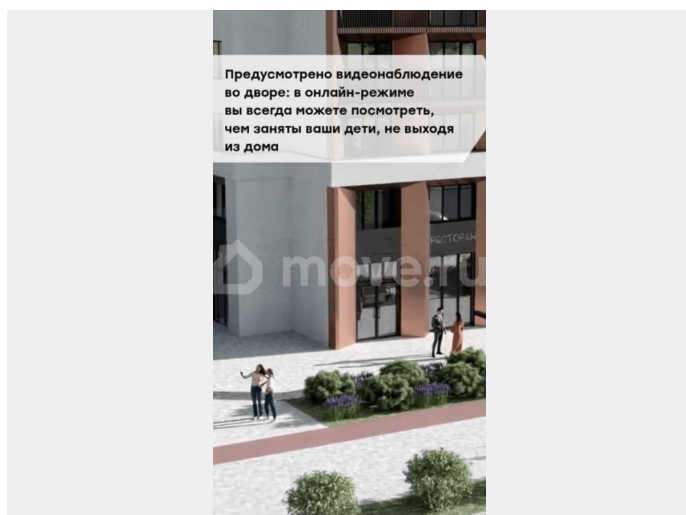 Предусмотрено видеонаблюдение
во дворе: в онлайн-режиме
вы всегда можете посмотреть,
чем заняты ваши дети, не выходя
из дома
РЕСТОРАН
move.ru